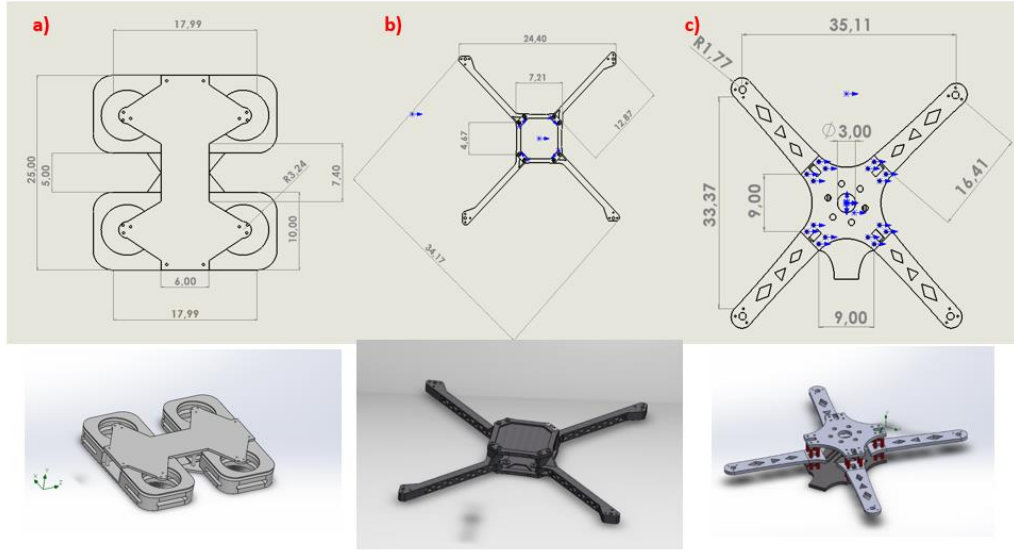 a)
17,99
25,00
5,00
R3,24
7,40
10,00
6,00
17,99
b)
24,40
7,21
4,67
12,87
34,17
c)
35,11
R1,77
Ø3,00
33,37
9,00
16,41
9,00